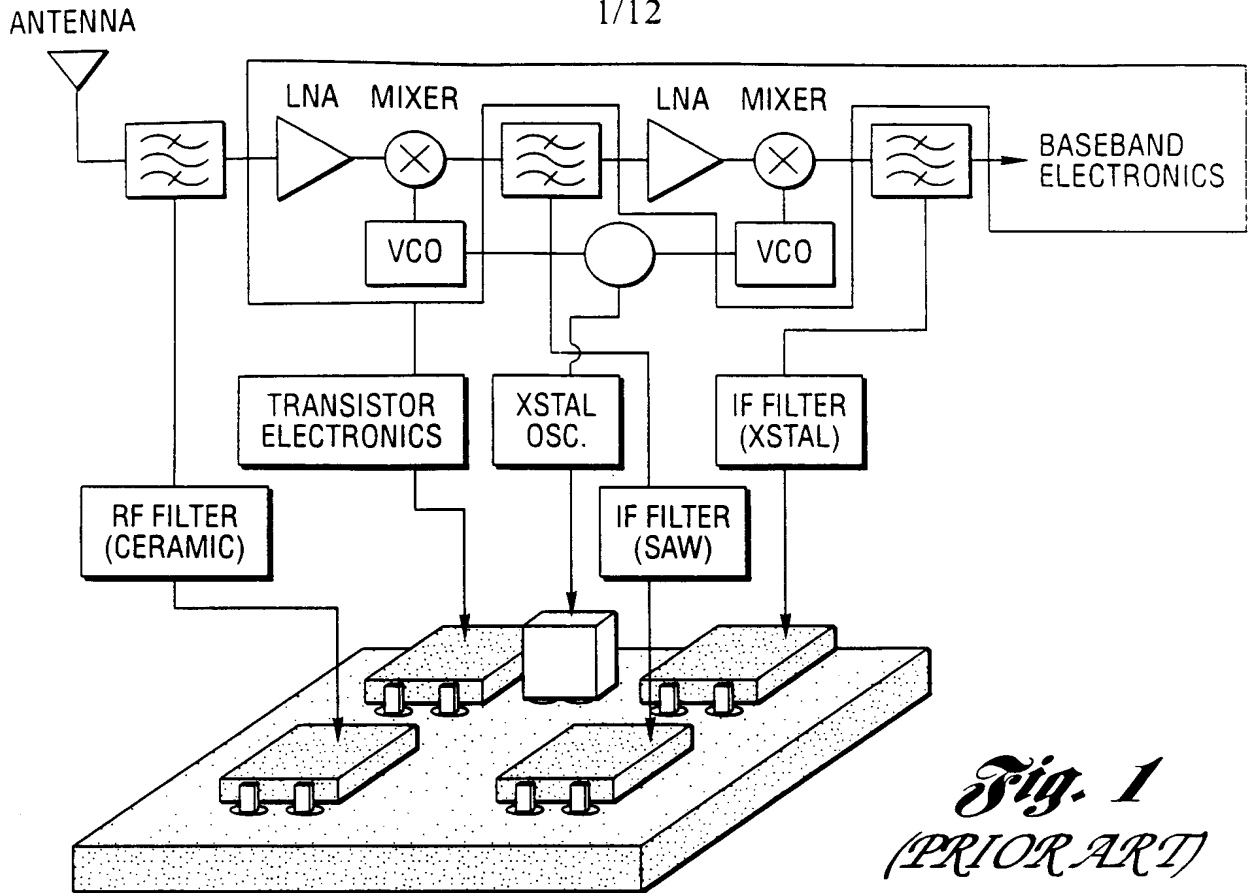 1/12
ANTENNA
LNA
MIXER
LNA
MIXER
BASEBAND
ELECTRONICS
VCO
VCO
TRANSISTOR
ELECTRONICS
XSTAL
OSC.
IF FILTER
(XSTAL)
RF FILTER
(CERAMIC)
IF FILTER
(SAW)
Fig. 1
(PRIOR ART)